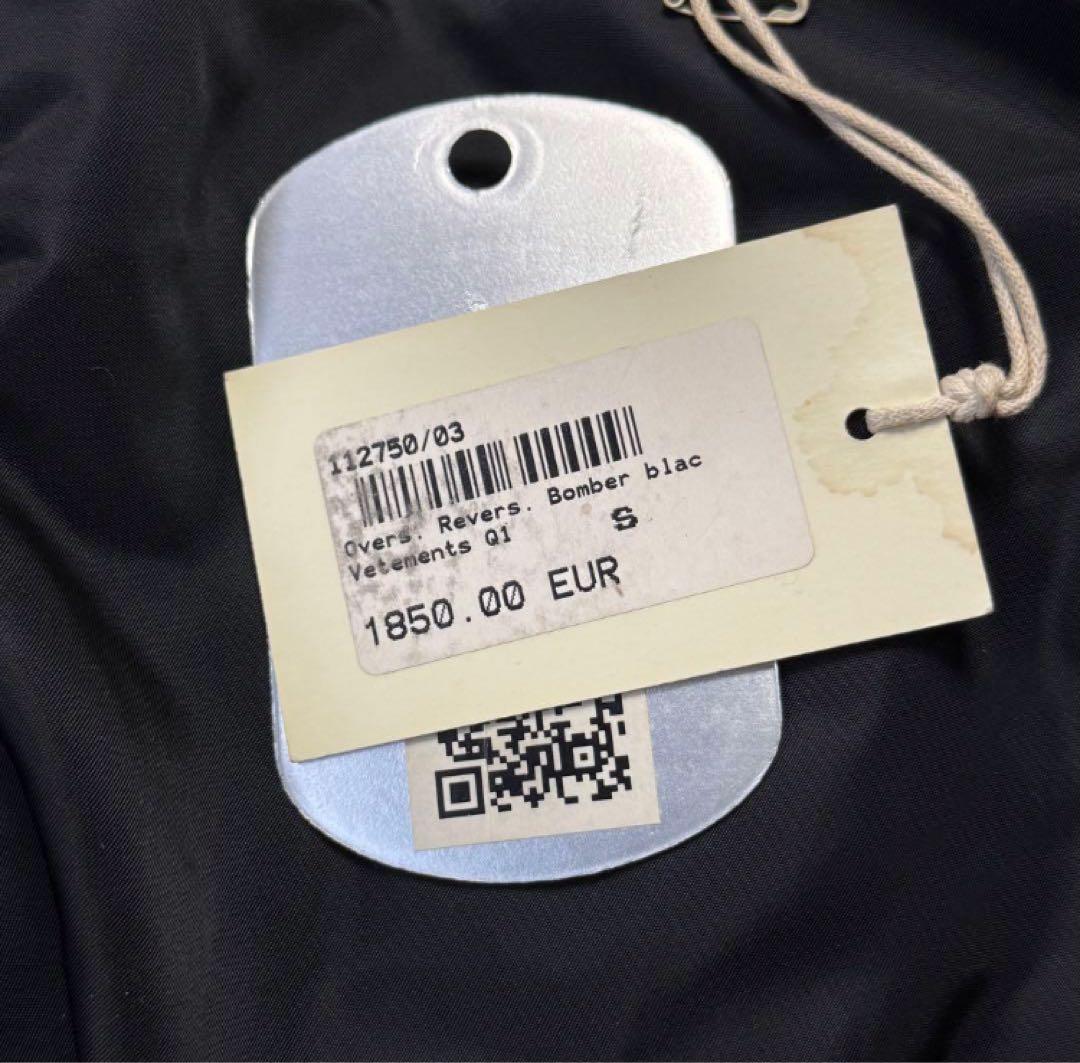 112750/03
Overs. Revers. Bomber blac
Vetements Q1 S
1850.00 EUR